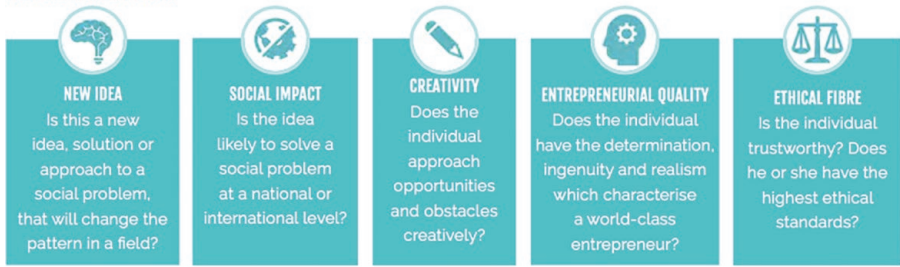 NEW IDEA
Is this a new
idea, solution or
approach to a
social problem,
that will change the
pattern in a field?
SOCIAL IMPACT
Is the idea
likely to solve a
social problem
at a national or
international level?
CREATIVITY
Does the
individual
approach
opportunities
and obstacles
creatively?
ENTREPRENEURIAL QUALITY
Does the individual
have the determination,
ingenuity and realism
which characterise
a world-class
entrepreneur?
ETHICAL FIBRE
Is the individual
trustworthy? Does
he or she have the
highest ethical
standards?